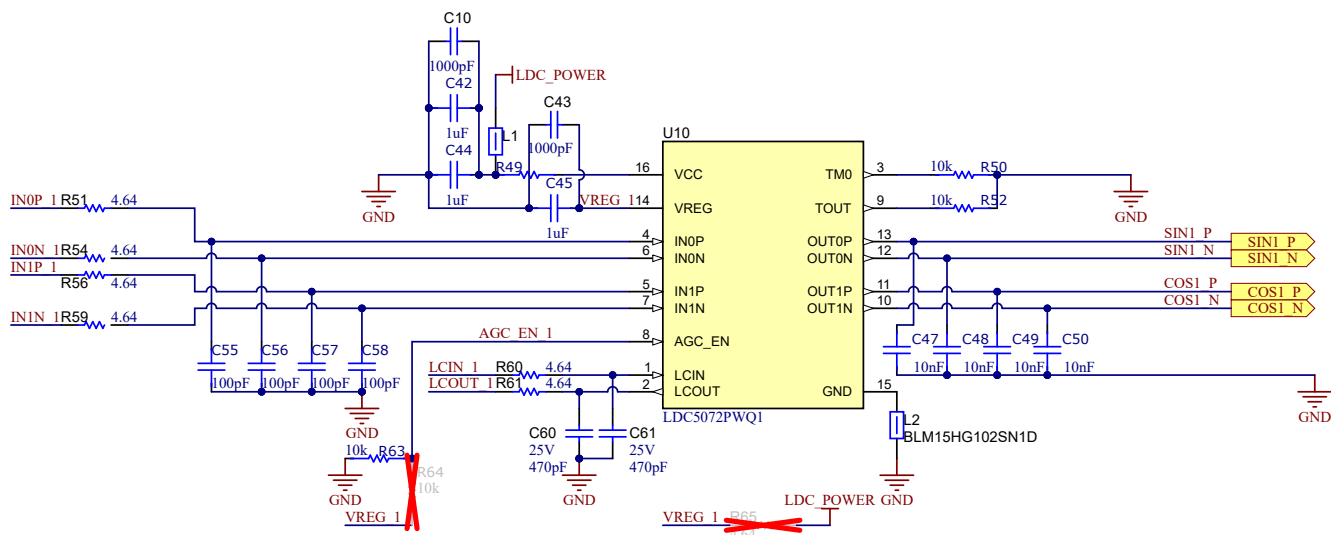 C10
1000pF
C42
1uF
C44
1uF
LDC_POWER
L1
C43
1000pF
R49
C45
1uF
VREG_1
GND
U10
16 VCC
14 VREG
4 IN0P
6 IN0N
5 IN1P
7 IN1N
8 AGC_EN
1 LCIN
2 LCOUT
TM0 3
TOUT 9
OUT0P 13
OUT0N 12
OUT1P 11
OUT1N 10
GND 15
LDC5072PWQ1
10k R50
10k R52
GND
IN0P_1 R51 4.64
IN0N_1 R54 4.64
IN1P_1 R56 4.64
IN1N_1 R59 4.64
SIN1_P SIN1_P
SIN1_N SIN1_N
COS1_P COS1_P
COS1_N COS1_N
C55 C56 C57 C58
100pF 100pF 100pF 100pF
GND
AGC_EN_1
LCIN_1 R60 4.64
LCOUT_1 R61 4.64
C47 C48 C49 C50
10nF 10nF 10nF 10nF
GND
L2
BLM15HG102SN1D
GND
C60
25V
470pF
C61
25V
470pF
GND
10k R63
GND
R64
10k
VREG_1
VREG_1 R65 LDC_POWER